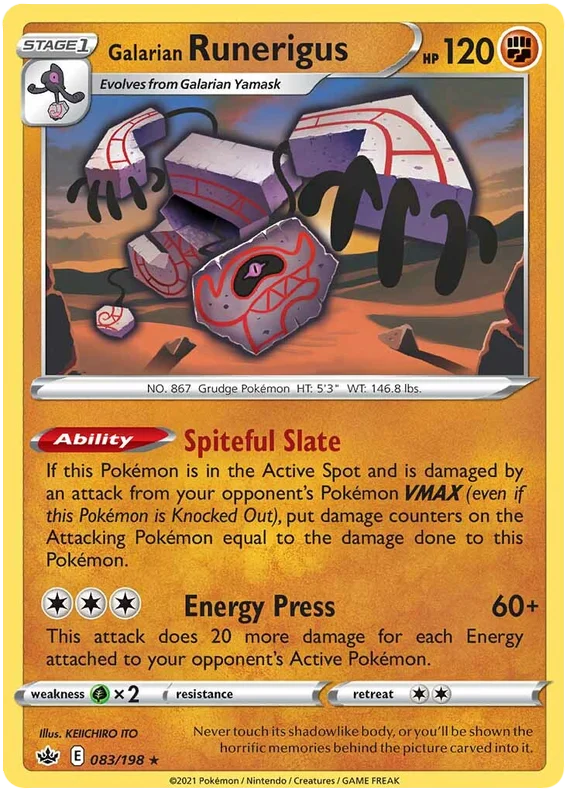 STAGE 1
Galarian Runerigus
HP 120
Evolves from Galarian Yamask
NO. 867 Grudge Pokémon HT: 5'3" WT: 146.8 lbs.
Ability Spiteful Slate
If this Pokémon is in the Active Spot and is damaged by
an attack from your opponent's Pokémon VMAX (even if
this Pokémon is Knocked Out), put damage counters on the
Attacking Pokémon equal to the damage done to this
Pokémon.
Energy Press 60+
This attack does 20 more damage for each Energy
attached to your opponent's Active Pokémon.
weakness ×2 resistance retreat
Illus. KEIICHIRO ITO
Never touch its shadowlike body, or you'll be shown the
horrific memories behind the picture carved into it.
E 083/198 ★
©2021 Pokémon / Nintendo / Creatures / GAME FREAK